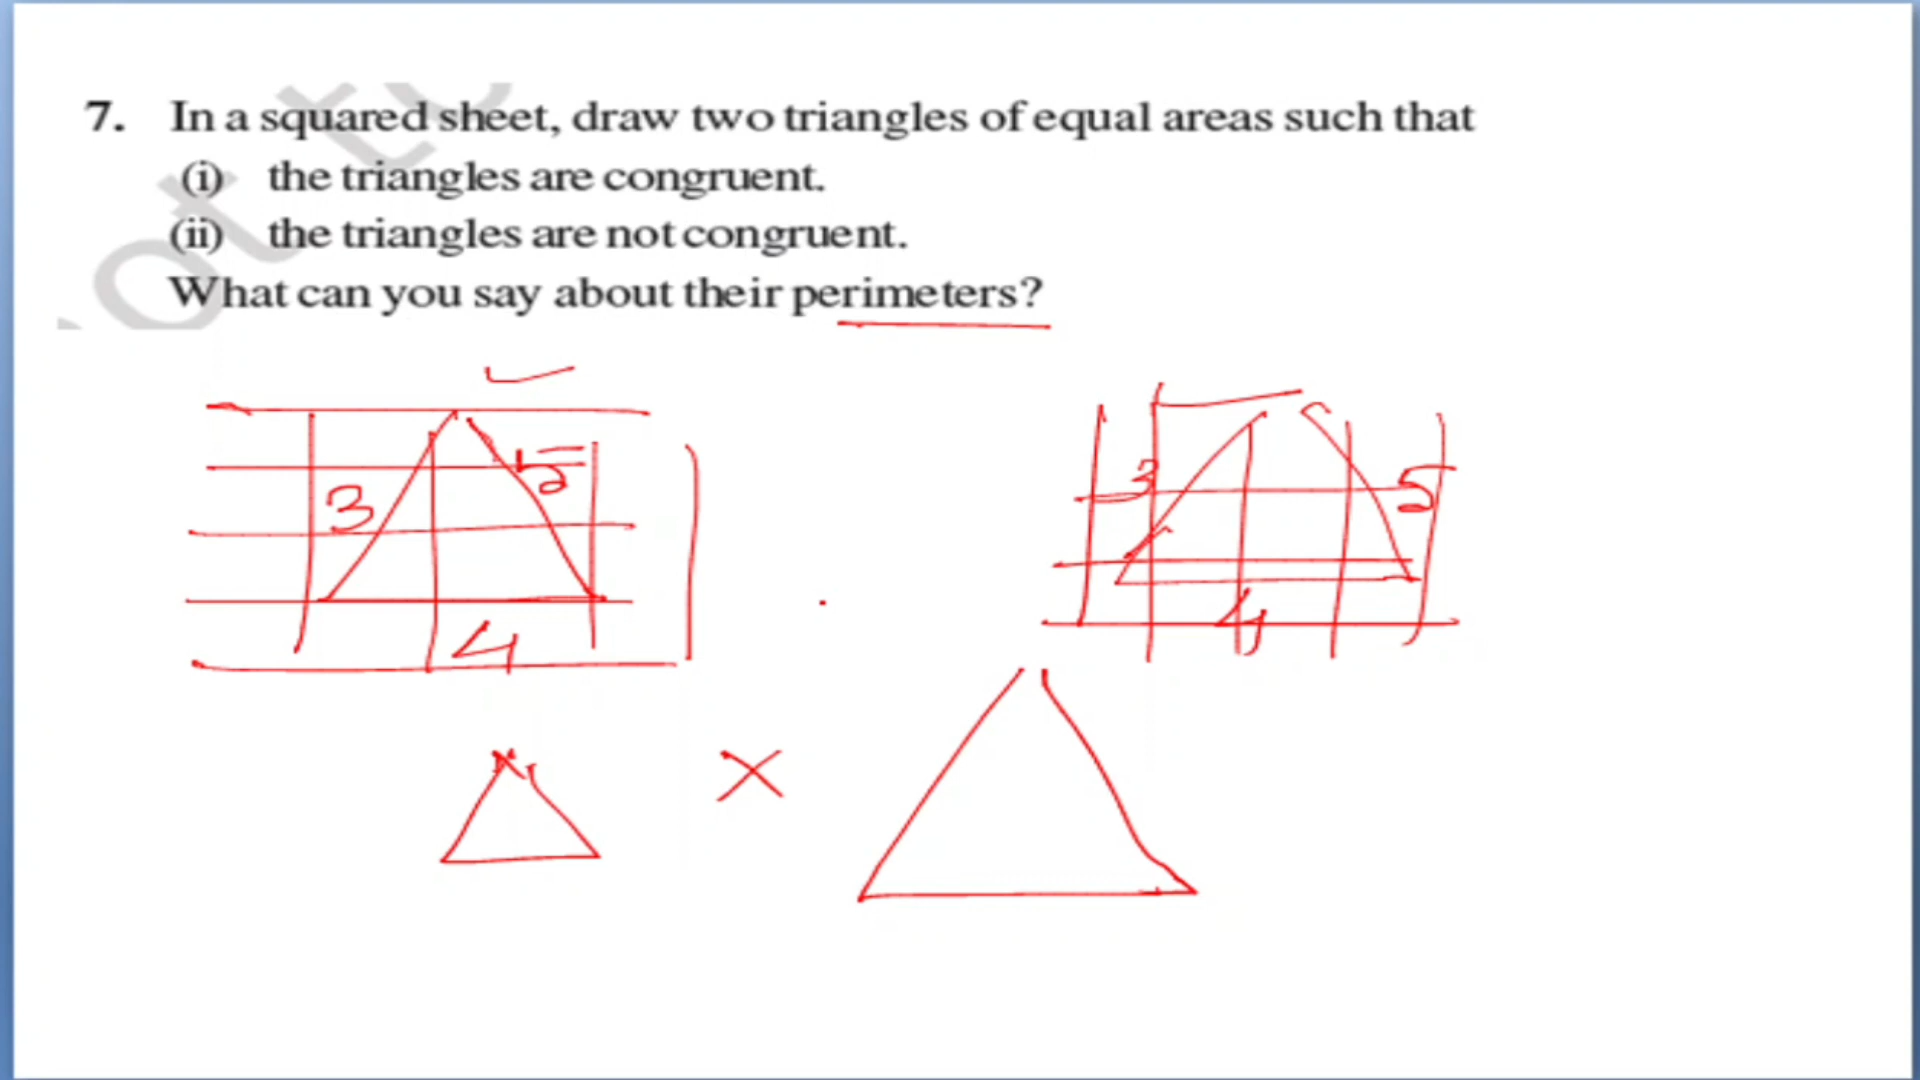 7. In a squared sheet, draw two triangles of equal areas such that
(i) the triangles are congruent.
(ii) the triangles are not congruent.
What can you say about their perimeters?
3 5 3 5
4 4